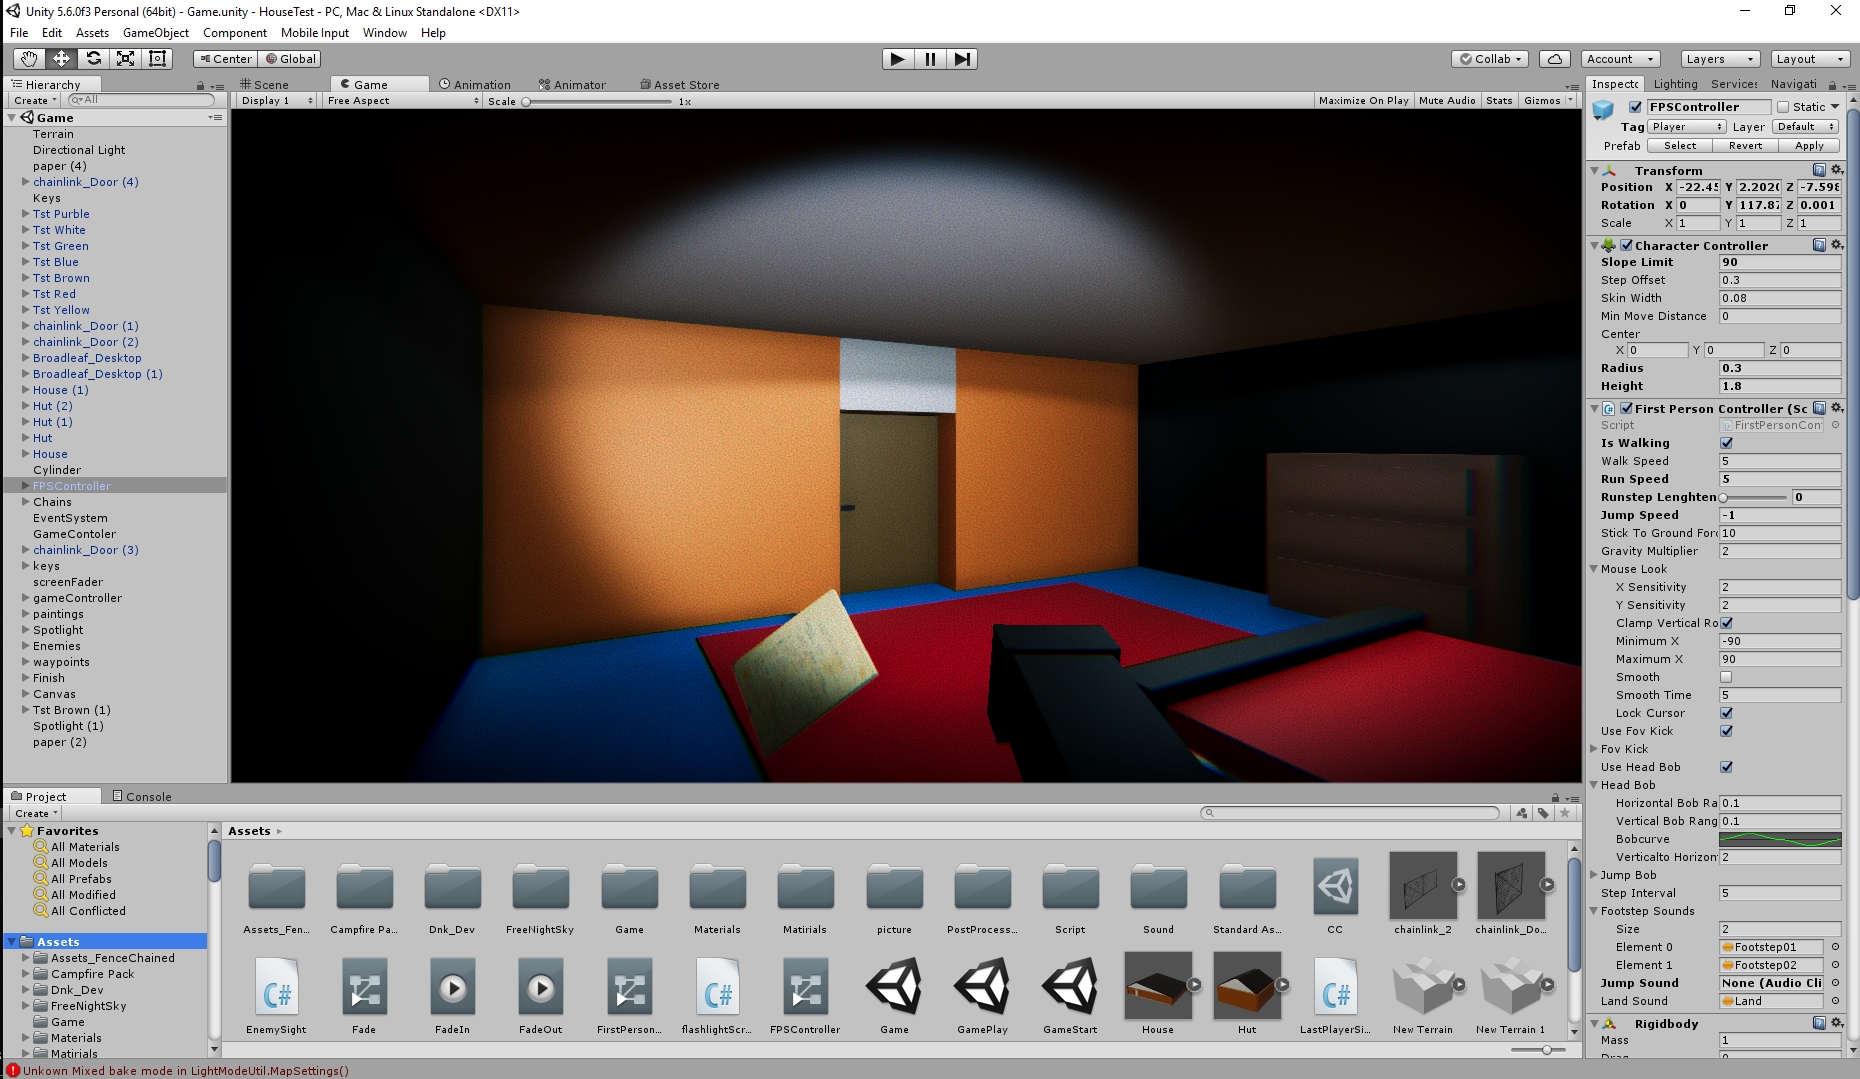 Unity 5.6.0f3 Personal (64bit) - Game.unity - HouseTest - PC, Mac & Linux Standalone <DX11>
File Edit Assets GameObject Component Mobile Input Window Help
Center Global Collab Account Layers Layout
Hierarchy
Create All
Game
Terrain
Directional Light
paper (4)
chainlink_Door (4)
Keys
Tst Purble
Tst White
Tst Green
Tst Blue
Tst Brown
Tst Red
Tst Yellow
chainlink_Door (1)
chainlink_Door (2)
Broadleaf_Desktop
Broadleaf_Desktop (1)
House (1)
Hut (2)
Hut (1)
Hut
House
Cylinder
FPSController
Chains
EventSystem
GameContoler
chainlink_Door (3)
keys
screenFader
gameController
paintings
Spotlight
Enemies
waypoints
Finish
Canvas
Tst Brown (1)
Spotlight (1)
paper (2)
Scene Game Animation Animator Asset Store
Display 1 Free Aspect Scale 1x Maximize On Play Mute Audio Stats Gizmos
Inspectc Lighting Services Navigati
FPSController Static
Tag Player Layer Default
Prefab Select Revert Apply
Transform
Position X -22.45 Y 2.202( Z -7.598
Rotation X 0 Y 117.87 Z 0.001
Scale X 1 Y 1 Z 1
Character Controller
Slope Limit 90
Step Offset 0.3
Skin Width 0.08
Min Move Distance 0
Center
X 0 Y 0 Z 0
Radius 0.3
Height 1.8
First Person Controller (Sc
Script FirstPersonCon
Is Walking
Walk Speed 5
Run Speed 5
Runstep Lenghten 0
Jump Speed -1
Stick To Ground Forc 10
Gravity Multiplier 2
Mouse Look
X Sensitivity 2
Y Sensitivity 2
Clamp Vertical Ro
Minimum X -90
Maximum X 90
Smooth
Smooth Time 5
Lock Cursor
Use Fov Kick
Fov Kick
Use Head Bob
Head Bob
Horizontal Bob Ra 0.1
Vertical Bob Rang 0.1
Bobcurve
Verticalto Horizon 2
Jump Bob
Step Interval 5
Footstep Sounds
Size 2
Element 0 Footstep01
Element 1 Footstep02
Jump Sound None (Audio Cli
Land Sound Land
Rigidbody
Mass 1
Project Console
Create
Favorites
All Materials
All Models
All Prefabs
All Modified
All Conflicted
Assets
Assets_FenceChained
Campfire Pack
Dnk_Dev
FreeNightSky
Game
Materials
Matirials
Assets
Assets_Fen... Campfire Pa... Dnk_Dev FreeNightSky Game Materials Matirials picture PostProcess... Script Sound Standard As... CC chainlink_2 chainlink_Do...
EnemySight Fade FadeIn FadeOut FirstPerson... flashlightScr... FPSController Game GamePlay GameStart House Hut LastPlayerSi... New Terrain New Terrain 1
Unkown Mixed bake mode in LightModeUtil.MapSettings()